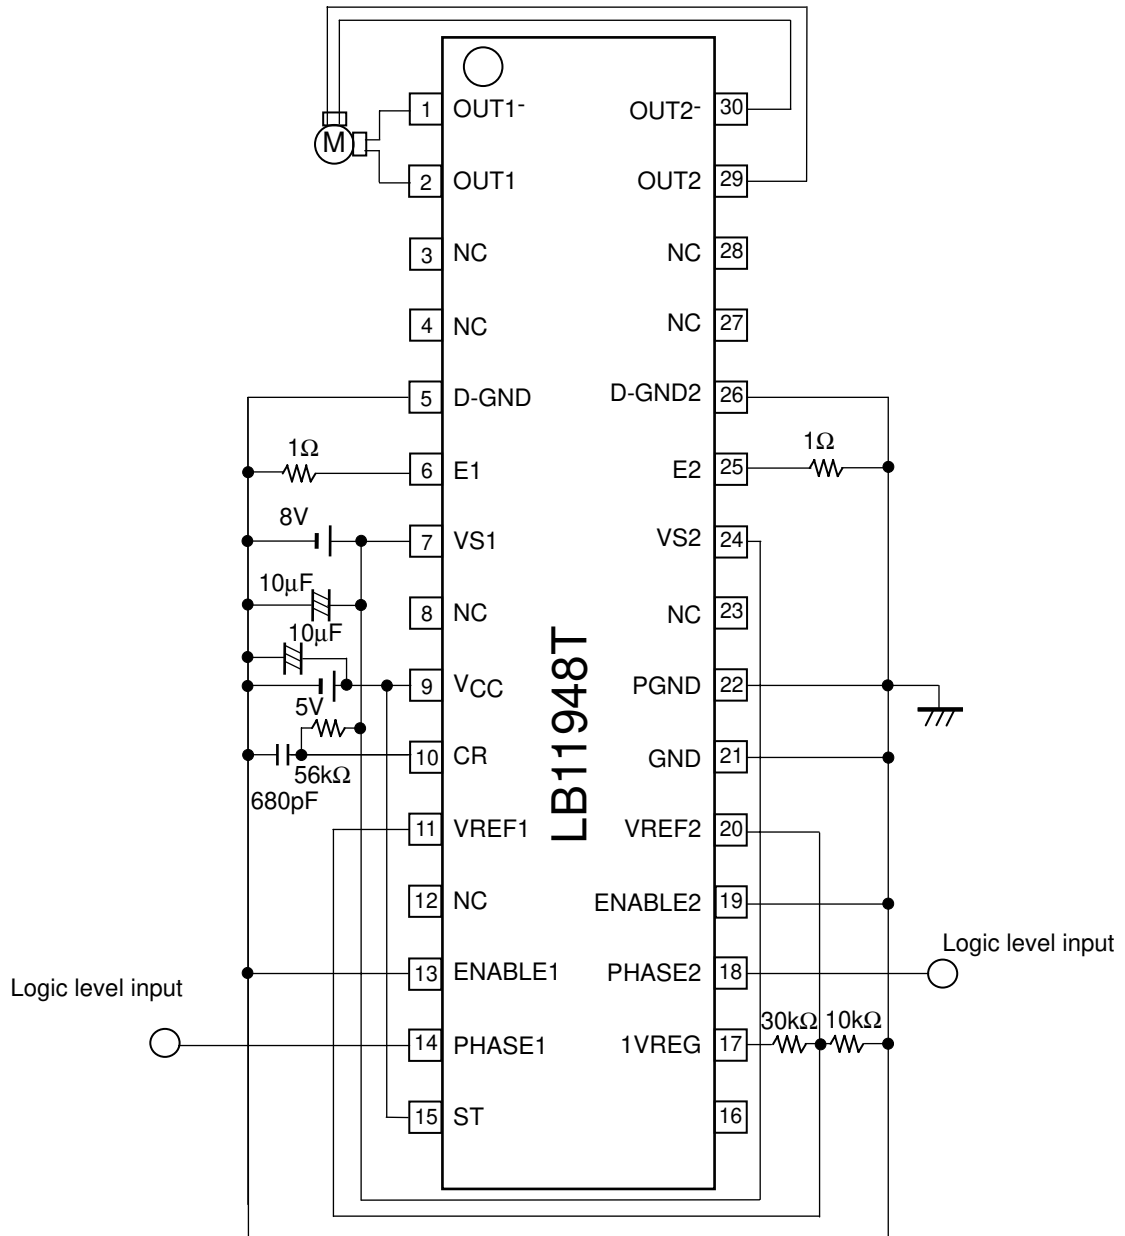 M
1 OUT1- OUT2- 30
2 OUT1 OUT2 29
3 NC NC 28
4 NC NC 27
5 D-GND D-GND2 26
1Ω 1Ω
6 E1 E2 25
8V
7 VS1 VS2 24
10μF
8 NC NC 23
10μF
9 VCC PGND 22
5V
10 CR GND 21
56kΩ
680pF
11 VREF1 VREF2 20
12 NC ENABLE2 19
LB11948T
Logic level input
13 ENABLE1 PHASE2 18
Logic level input
30kΩ 10kΩ
14 PHASE1 1VREG 17
15 ST 16